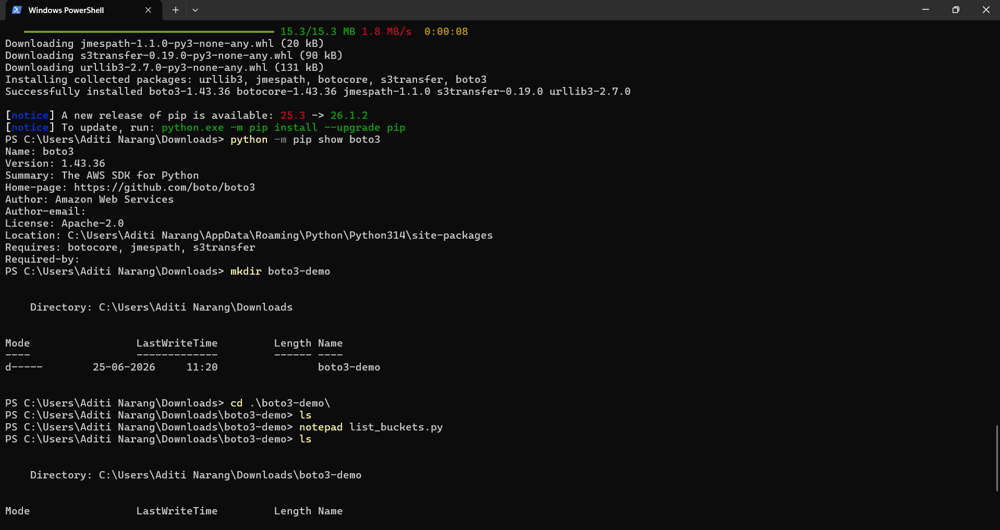 Windows PowerShell
15.3/15.3 MB 1.8 MB/s  0:00:08
Downloading jmespath-1.1.0-py3-none-any.whl (20 kB)
Downloading s3transfer-0.19.0-py3-none-any.whl (90 kB)
Downloading urllib3-2.7.0-py3-none-any.whl (131 kB)
Installing collected packages: urllib3, jmespath, botocore, s3transfer, boto3
Successfully installed boto3-1.43.36 botocore-1.43.36 jmespath-1.1.0 s3transfer-0.19.0 urllib3-2.7.0
[notice] A new release of pip is available: 25.3 -> 26.1.2
[notice] To update, run: python.exe -m pip install --upgrade pip
PS C:\Users\Aditi Narang\Downloads> python -m pip show boto3
Name: boto3
Version: 1.43.36
Summary: The AWS SDK for Python
Home-page: https://github.com/boto/boto3
Author: Amazon Web Services
Author-email:
License: Apache-2.0
Location: C:\Users\Aditi Narang\AppData\Roaming\Python\Python314\site-packages
Requires: botocore, jmespath, s3transfer
Required-by:
PS C:\Users\Aditi Narang\Downloads> mkdir boto3-demo
    Directory: C:\Users\Aditi Narang\Downloads
Mode                 LastWriteTime         Length Name
----                 -------------         ------ ----
d-----        25-06-2026     11:20                boto3-demo
PS C:\Users\Aditi Narang\Downloads> cd .\boto3-demo\
PS C:\Users\Aditi Narang\Downloads\boto3-demo> ls
PS C:\Users\Aditi Narang\Downloads\boto3-demo> notepad list_buckets.py
PS C:\Users\Aditi Narang\Downloads\boto3-demo> ls
    Directory: C:\Users\Aditi Narang\Downloads\boto3-demo
Mode                 LastWriteTime         Length Name